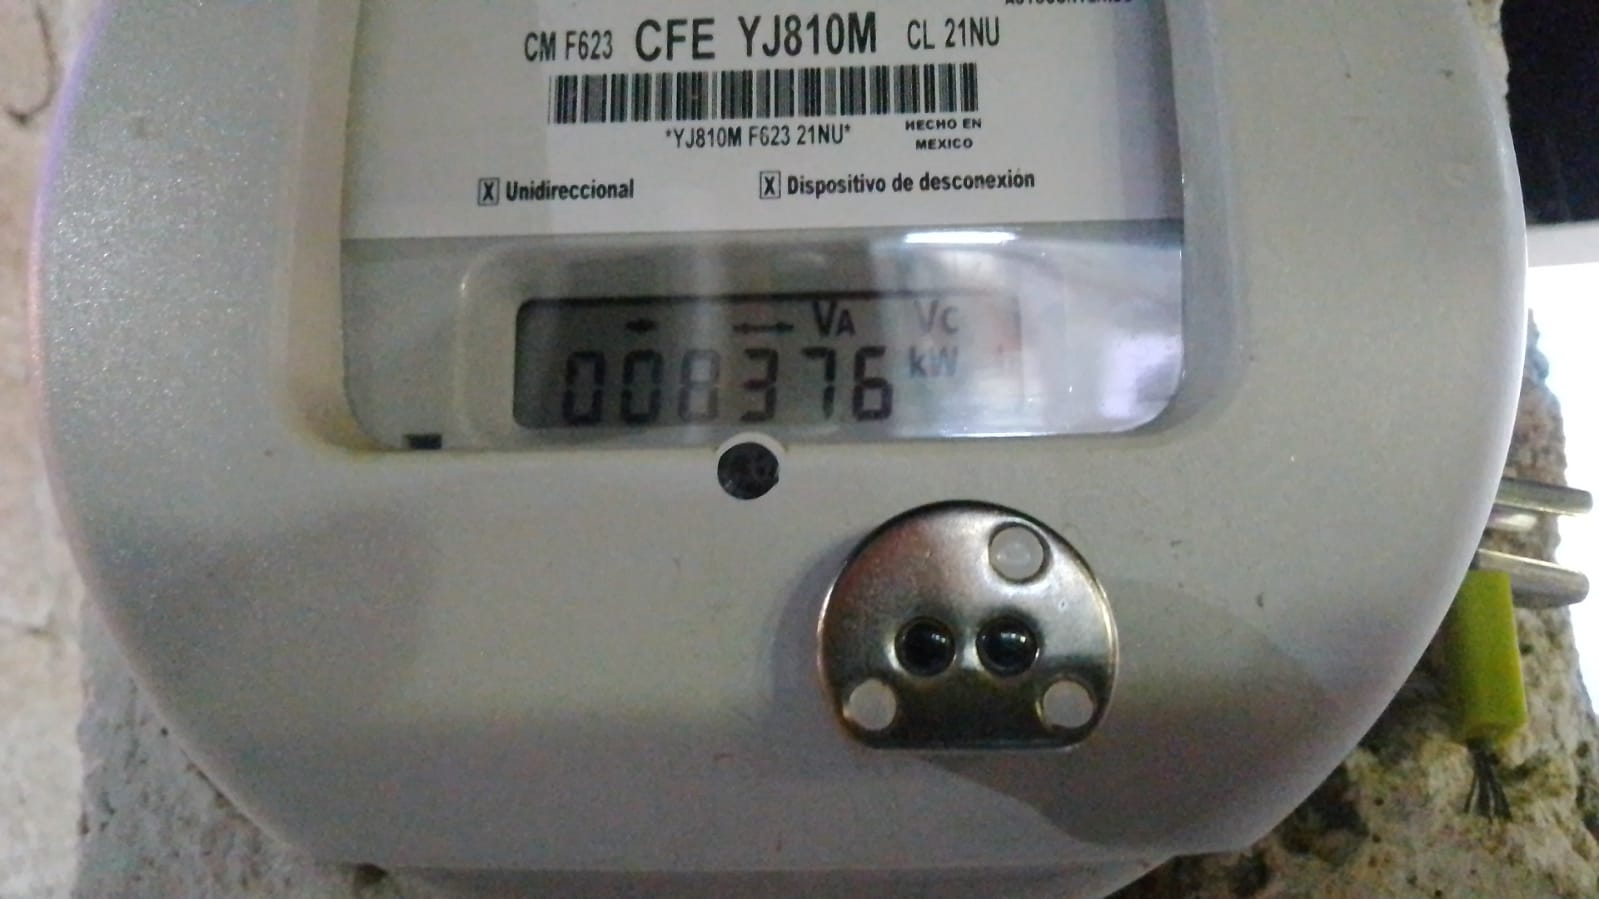 CM F623 CFE YJ810M CL 21NU
*YJ810M F623 21NU*
HECHO EN
MEXICO
X Unidireccional X Dispositivo de desconexión
VA VC
008376 kW